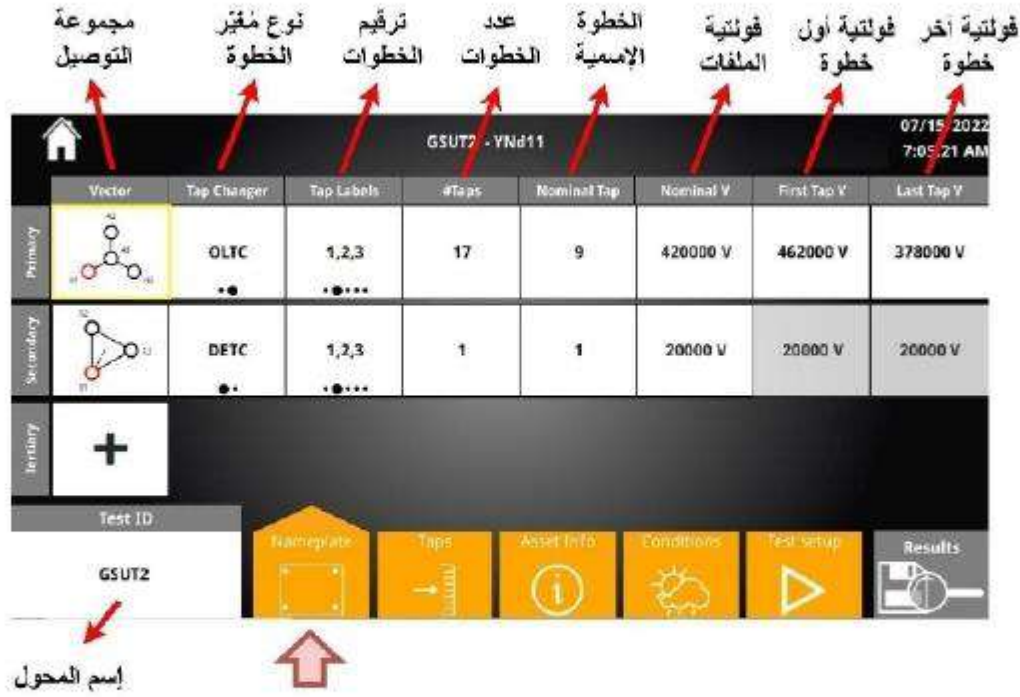 مجموعة التوصيل
نوع مُغيّر الخطوة
ترقيم الخطوات
عدد الخطوات
الخطوة الإسمية
فولتية الملفات
فولتية أول خطوة
فولتية آخر خطوة
GSUT2 - YNd11
07/15/2022
7:05:21 AM
Vector Tap Changer Tap Labels #Taps Nominal Tap Nominal V First Tap V Last Tap V
Primary OLTC 1,2,3 17 9 420000 V 462000 V 378000 V
Secondary DETC 1,2,3 1 1 20000 V 20000 V 20000 V
Tertiary +
Test ID
GSUT2
Nameplate Taps Asset Info Conditions Test setup Results
إسم المحول